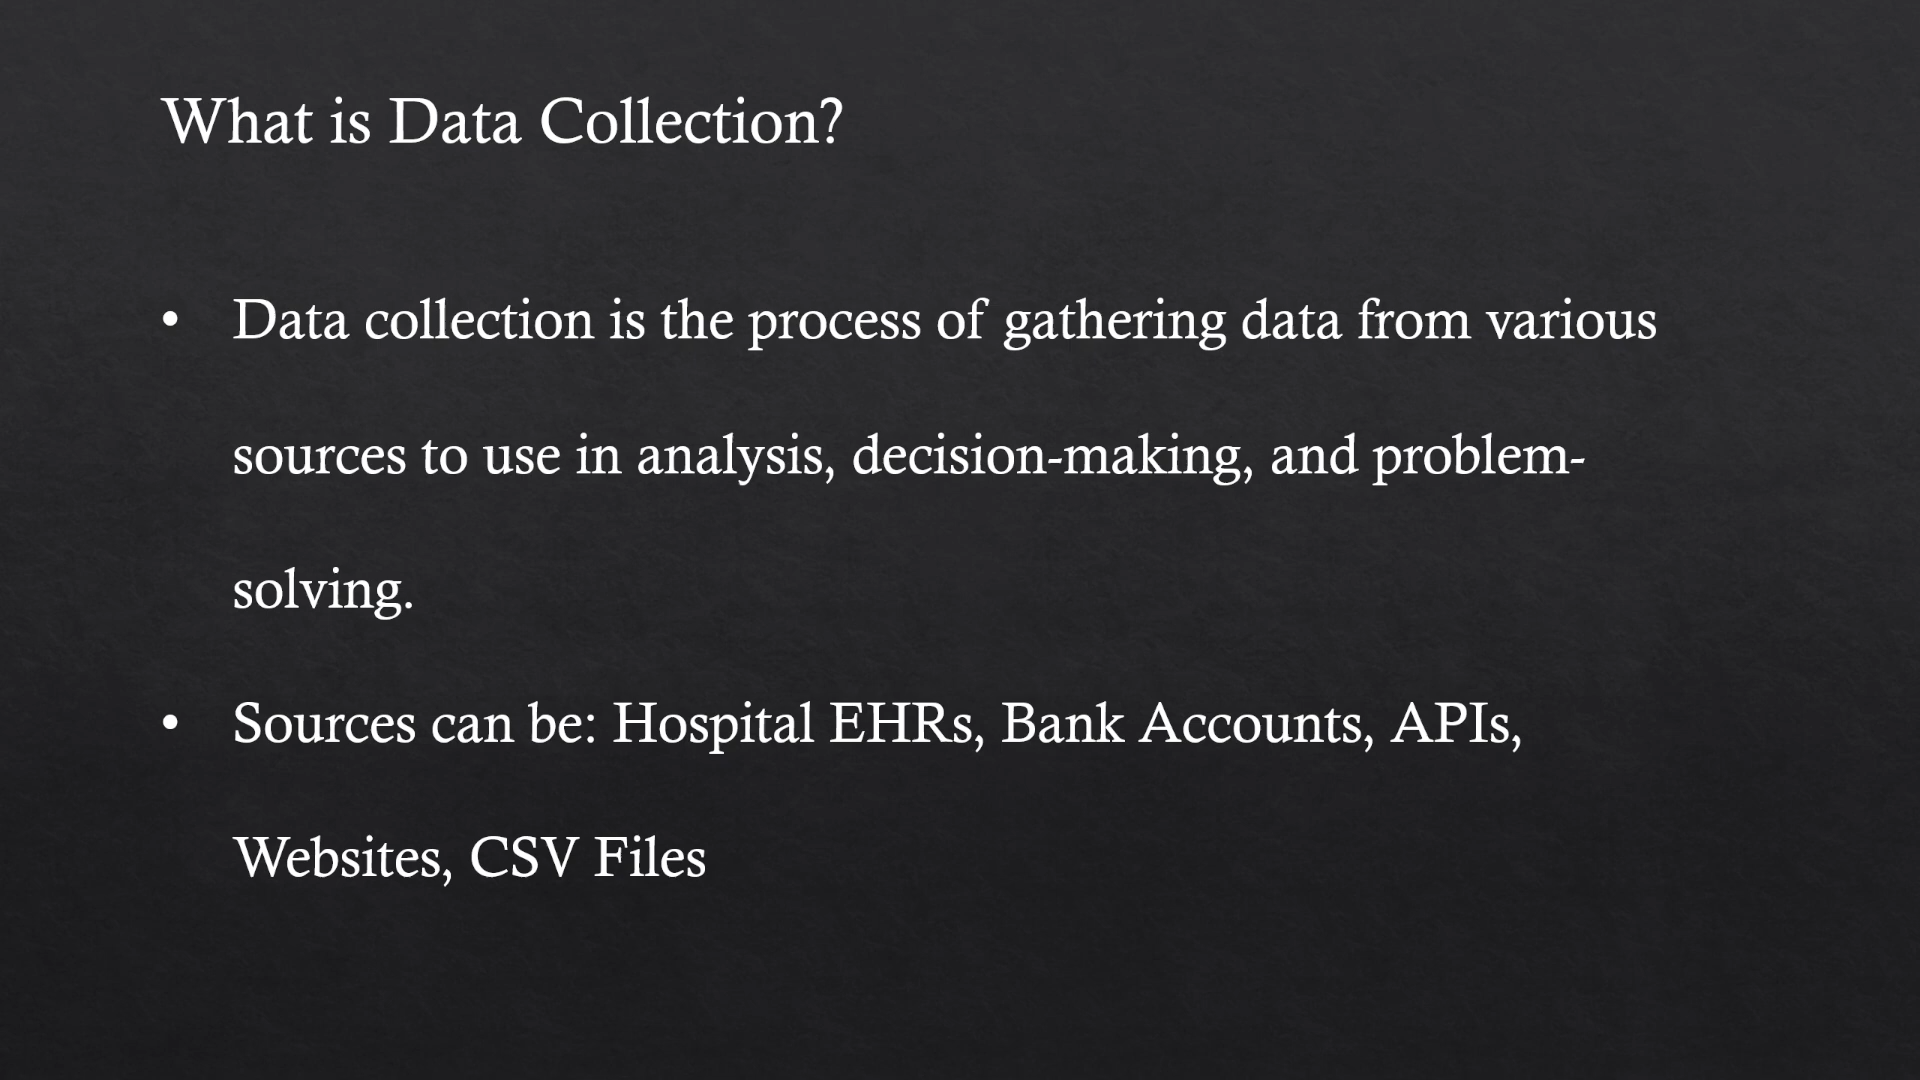 What is Data Collection?
• Data collection is the process of gathering data from various
sources to use in analysis, decision-making, and problem-
solving.
• Sources can be: Hospital EHRs, Bank Accounts, APIs,
Websites, CSV Files